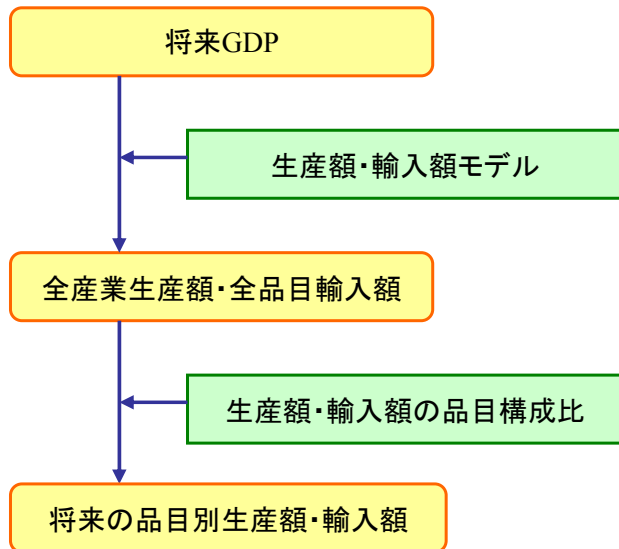 将来GDP
生産額・輸入額モデル
全産業生産額・全品目輸入額
生産額・輸入額の品目構成比
将来の品目別生産額・輸入額